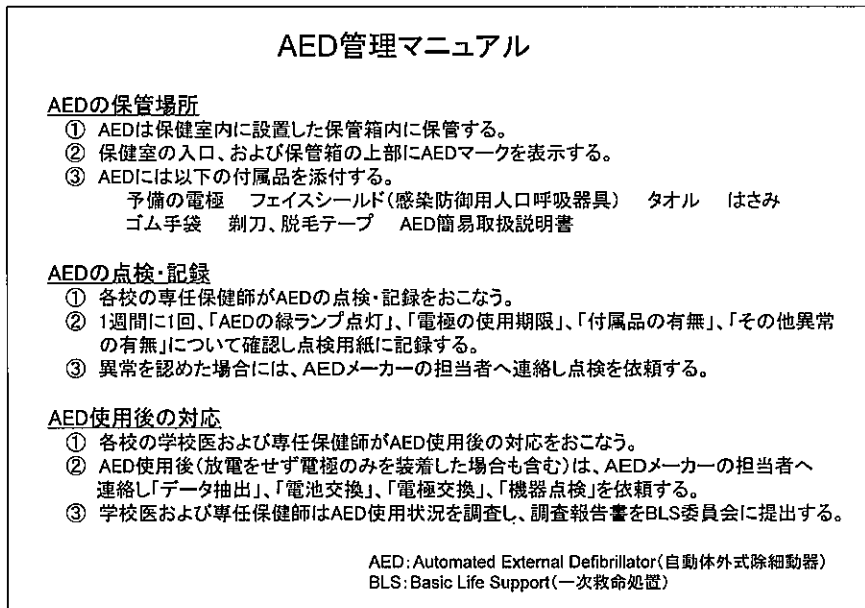 AED管理マニュアル
AEDの保管場所
① AEDは保健室内に設置した保管箱内に保管する。
② 保健室の入口、および保管箱の上部にAEDマークを表示する。
③ AEDには以下の付属品を添付する。
予備の電極 フェイスシールド(感染防御用人口呼吸器具) タオル はさみ
ゴム手袋 剃刀、脱毛テープ AED簡易取扱説明書
AEDの点検・記録
① 各校の専任保健師がAEDの点検・記録をおこなう。
② 1週間に1回、「AEDの緑ランプ点灯」、「電極の使用期限」、「付属品の有無」、「その他異常
の有無」について確認し点検用紙に記録する。
③ 異常を認めた場合には、AEDメーカーの担当者へ連絡し点検を依頼する。
AED使用後の対応
① 各校の学校医および専任保健師がAED使用後の対応をおこなう。
② AED使用後(放電をせず電極のみを装着した場合も含む)は、AEDメーカーの担当者へ
連絡し「データ抽出」、「電池交換」、「電極交換」、「機器点検」を依頼する。
③ 学校医および専任保健師はAED使用状況を調査し、調査報告書をBLS委員会に提出する。
AED:Automated External Defibrillator(自動体外式除細動器)
BLS:Basic Life Support(一次救命処置)